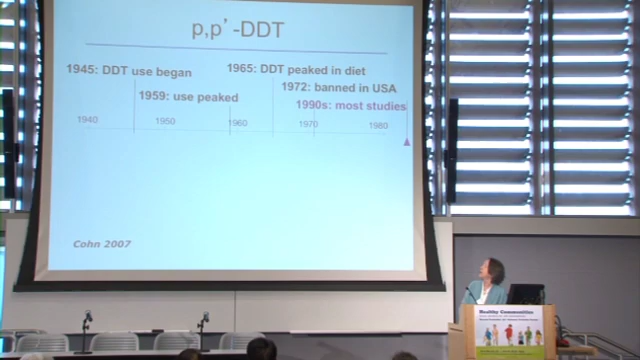 p,p'-DDT
1945: DDT use began
1965: DDT peaked in diet
1972: banned in USA
1959: use peaked
1990s: most studies
1940
1950
1960
1970
1980
Cohn 2007
Healthy Communities